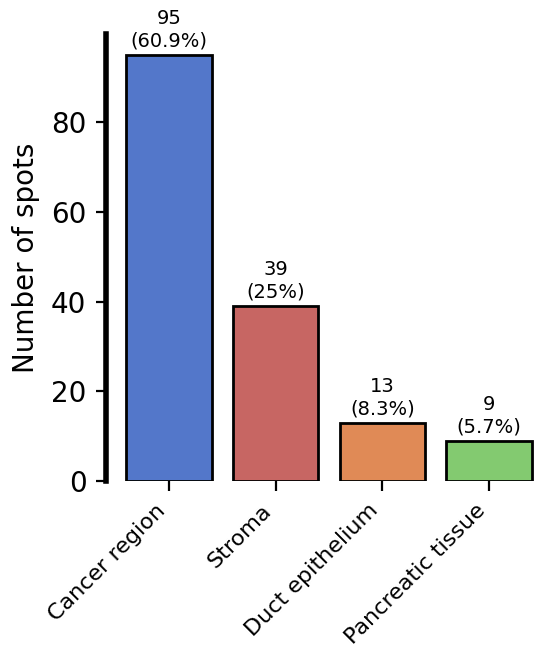 95
(60.9%)
39
(25%)
13
(8.3%)
9
(5.7%)
80
60
40
20
0
Number of spots
Cancer region
Stroma
Duct epithelium
Pancreatic tissue